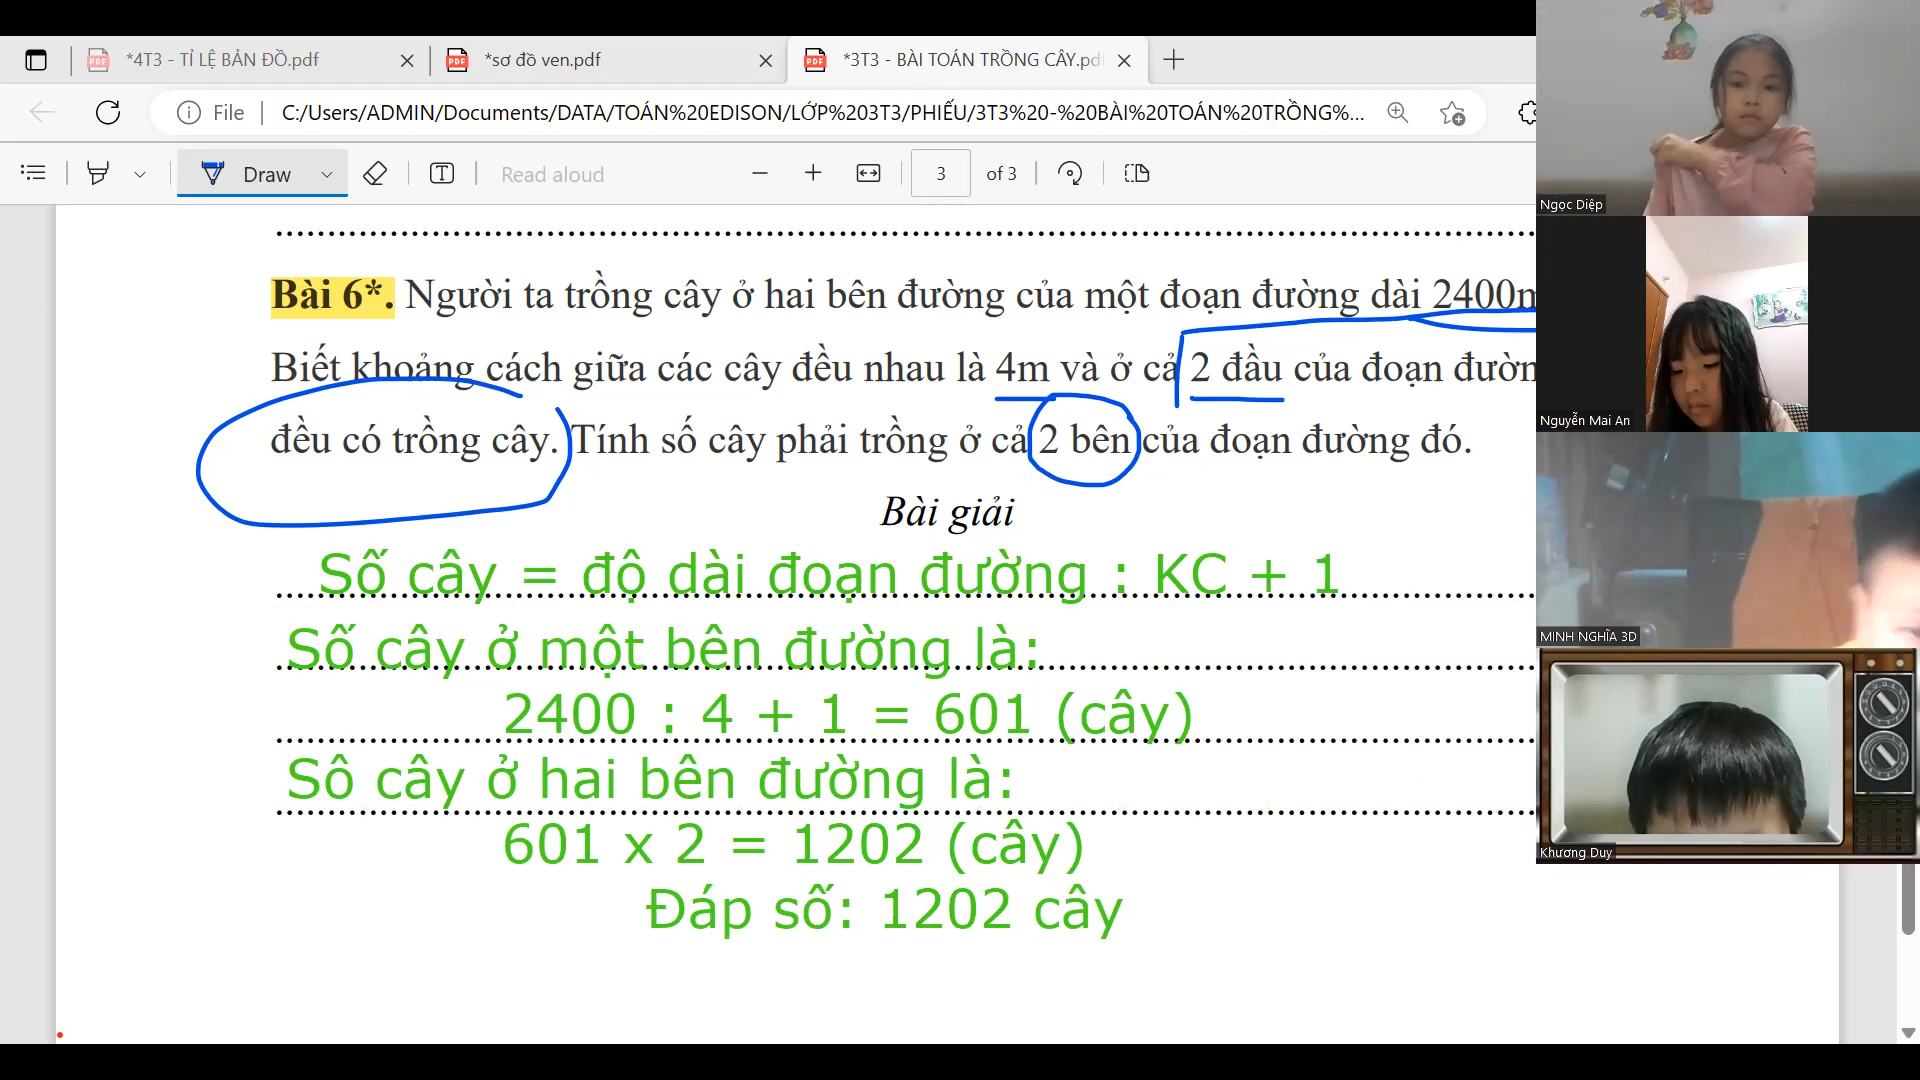 *4T3 - TỈ LỆ BẢN ĐỒ.pdf
*sơ đồ ven.pdf
*3T3 - BÀI TOÁN TRỒNG CÂY.pd
File
C:/Users/ADMIN/Documents/DATA/TOÁN%20EDISON/LỚP%203T3/PHIẾU/3T3%20-%20BÀI%20TOÁN%20TRỒNG%...
Draw
Read aloud
3
of 3
Bài 6*. Người ta trồng cây ở hai bên đường của một đoạn đường dài 2400m
Biết khoảng cách giữa các cây đều nhau là 4m và ở cả 2 đầu của đoạn đườn
đều có trồng cây. Tính số cây phải trồng ở cả 2 bên của đoạn đường đó.
Bài giải
Số cây = độ dài đoạn đường : KC + 1
Số cây ở một bên đường là:
2400 : 4 + 1 = 601 (cây)
Sô cây ở hai bên đường là:
601 x 2 = 1202 (cây)
Đáp số: 1202 cây
Ngọc Diệp
Nguyễn Mai An
MINH NGHĨA 3D
Khương Duy